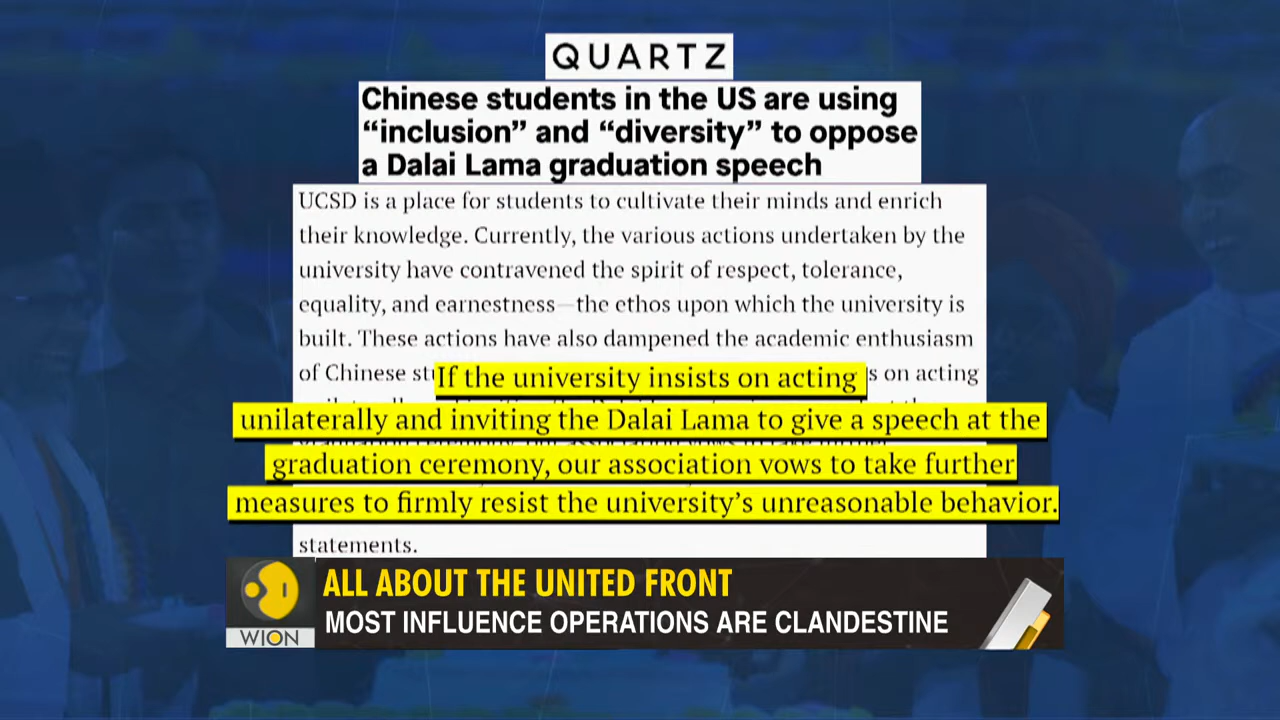 QUARTZ
Chinese students in the US are using
“inclusion” and “diversity” to oppose
a Dalai Lama graduation speech
UCSD is a place for students to cultivate their minds and enrich
their knowledge. Currently, the various actions undertaken by the
university have contravened the spirit of respect, tolerance,
equality, and earnestness—the ethos upon which the university is
built. These actions have also dampened the academic enthusiasm
of Chinese on acting
If the university insists on acting
unilaterally and inviting the Dalai Lama to give a speech at the
graduation ceremony, our association vows to take further
measures to firmly resist the university’s unreasonable behavior.
statements.
ALL ABOUT THE UNITED FRONT
MOST INFLUENCE OPERATIONS ARE CLANDESTINE
WION